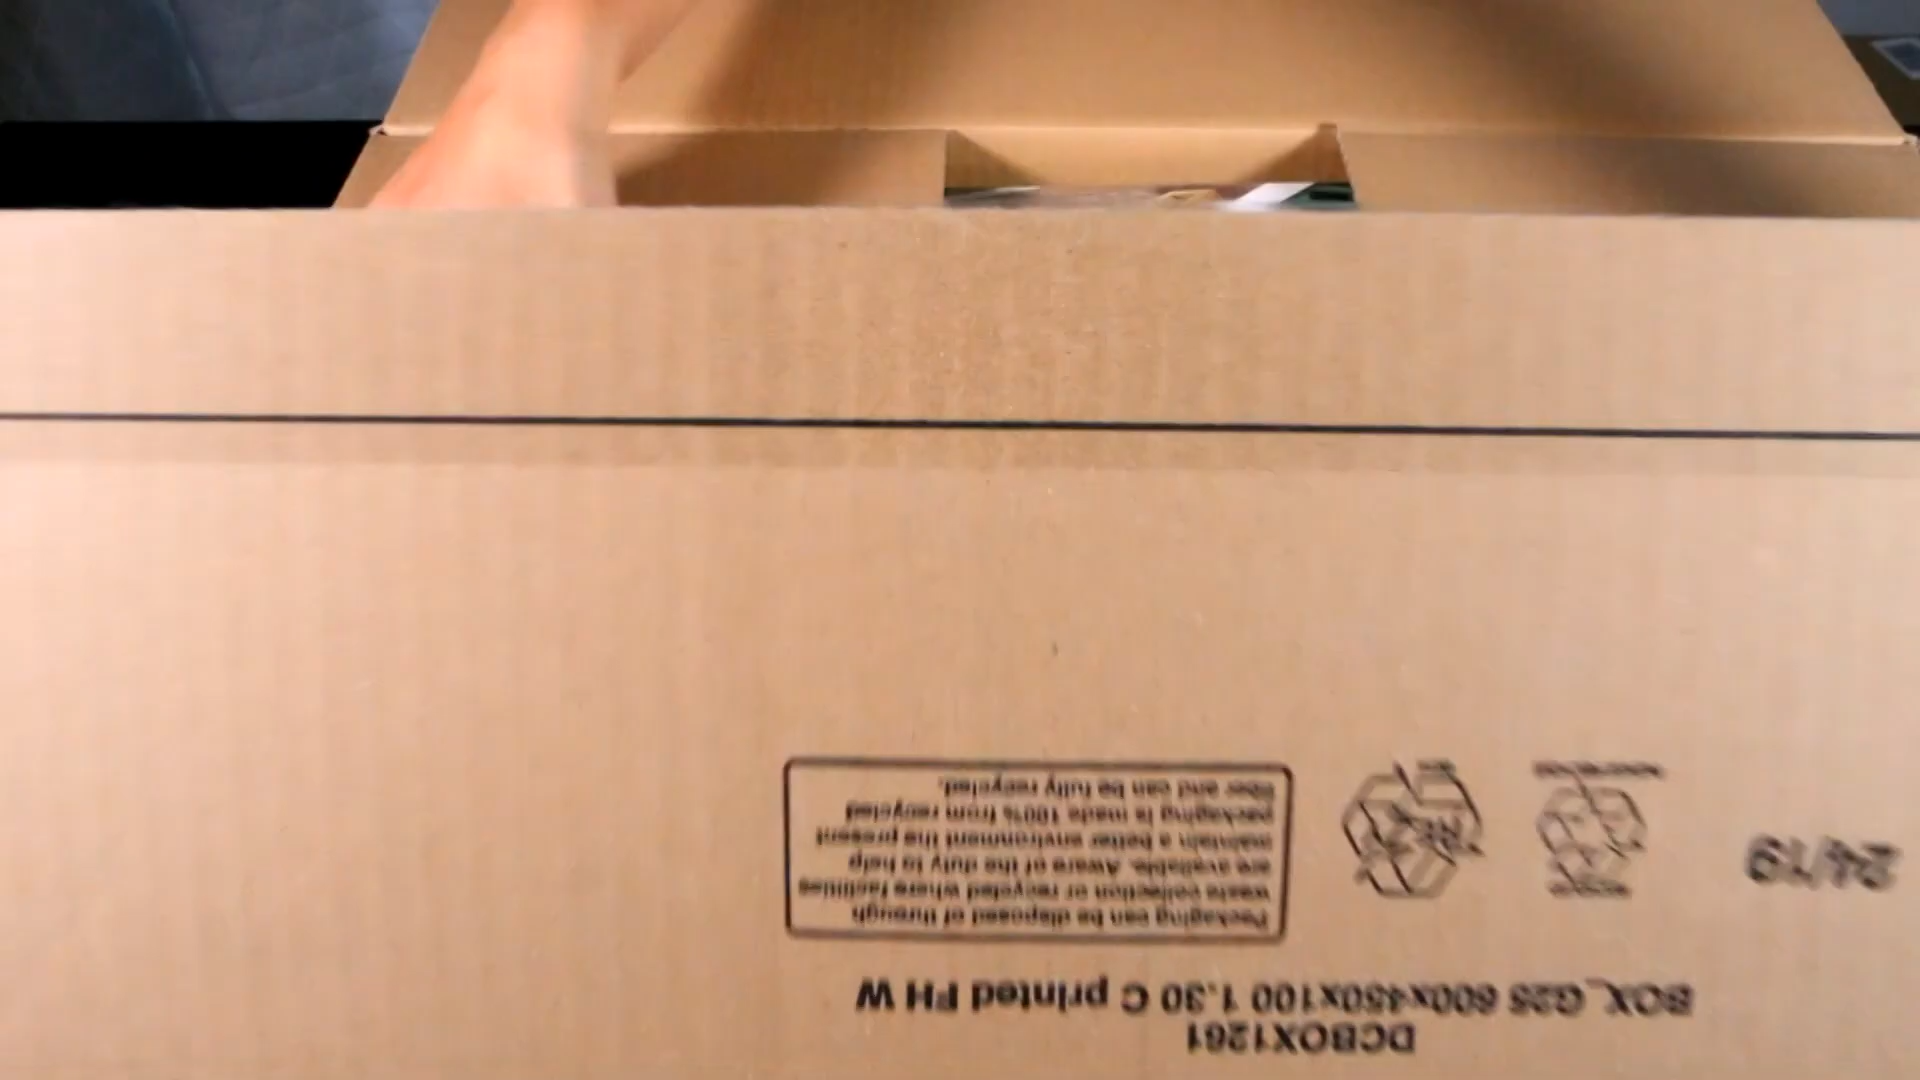 DCBOX1261
BOX_G25 600x450x100 1.30 C printed FH W
Packaging can be disposed of through
waste collection or recycled where facilities
are available. Aware of the duty to help
maintain a better environment the present
packaging is made 100% from recycled
fiber and can be fully recycled.
24/19